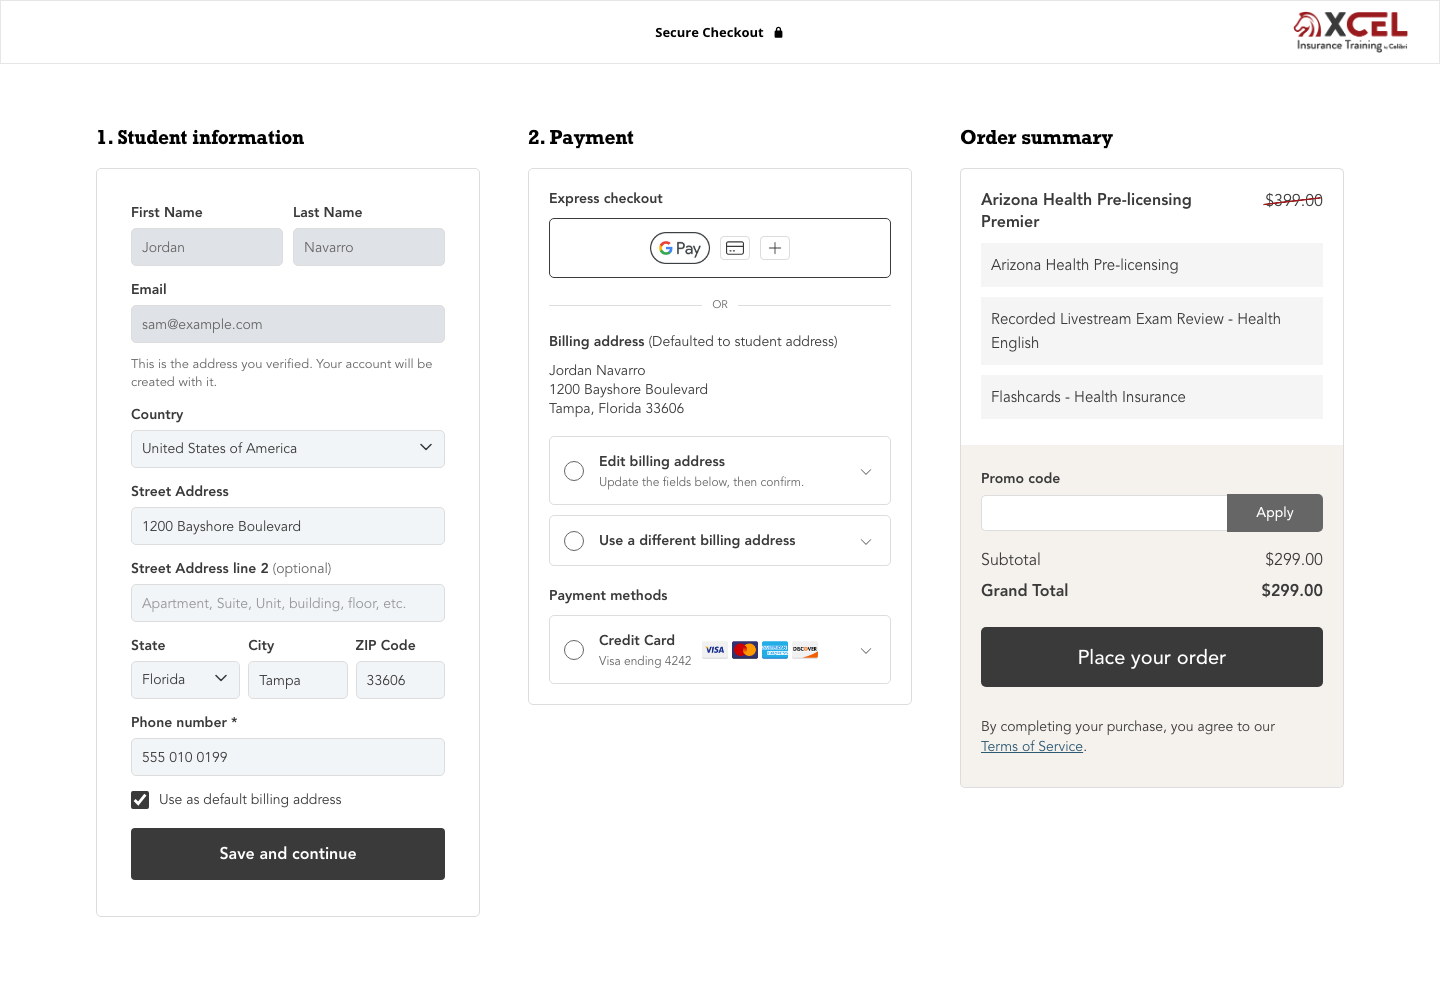 Secure Checkout
XCEL
Insurance Training by Colibri
1. Student information
First Name
Last Name
Jordan
Navarro
Email
sam@example.com
This is the address you verified. Your account will be
created with it.
Country
United States of America
Street Address
1200 Bayshore Boulevard
Street Address line 2 (optional)
Apartment, Suite, Unit, building, floor, etc.
State
City
ZIP Code
Florida
Tampa
33606
Phone number *
555 010 0199
Use as default billing address
Save and continue
2. Payment
Express checkout
G Pay
OR
Billing address (Defaulted to student address)
Jordan Navarro
1200 Bayshore Boulevard
Tampa, Florida 33606
Edit billing address
Update the fields below, then confirm.
Use a different billing address
Payment methods
Credit Card
Visa ending 4242
VISA
DISCOVER
Order summary
Arizona Health Pre-licensing
Premier
$399.00
Arizona Health Pre-licensing
Recorded Livestream Exam Review - Health
English
Flashcards - Health Insurance
Promo code
Apply
Subtotal
$299.00
Grand Total
$299.00
Place your order
By completing your purchase, you agree to our
Terms of Service.